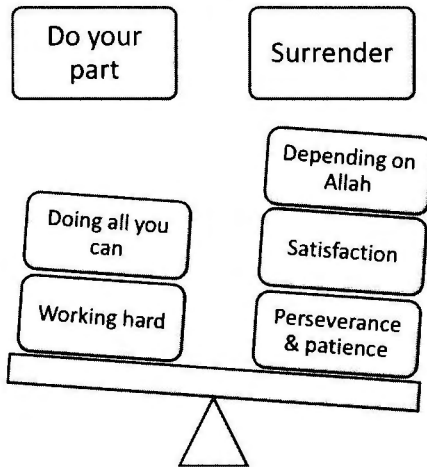 Do your
part
Surrender
Doing all you
can
Working hard
Depending on
Allah
Satisfaction
Perseverance
& patience